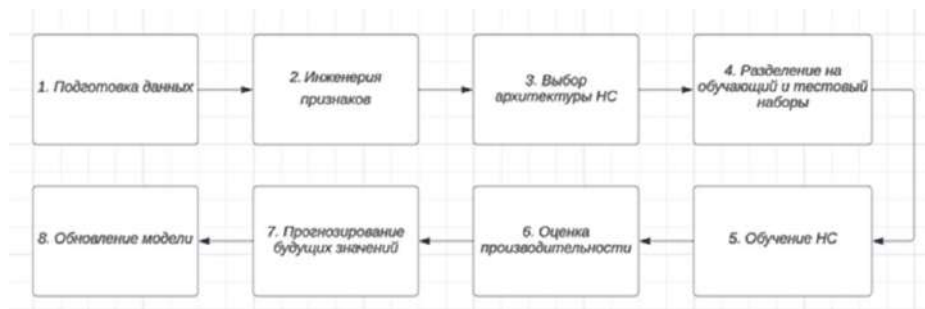 1. Подготовка данных
2. Инженерия
признаков
3. Выбор
архитектуры НС
4. Разделение на
обучающий и тестовый
наборы
5. Обучение НС
6. Оценка
производительности
7. Прогнозирование
будущих значений
8. Обновление модели